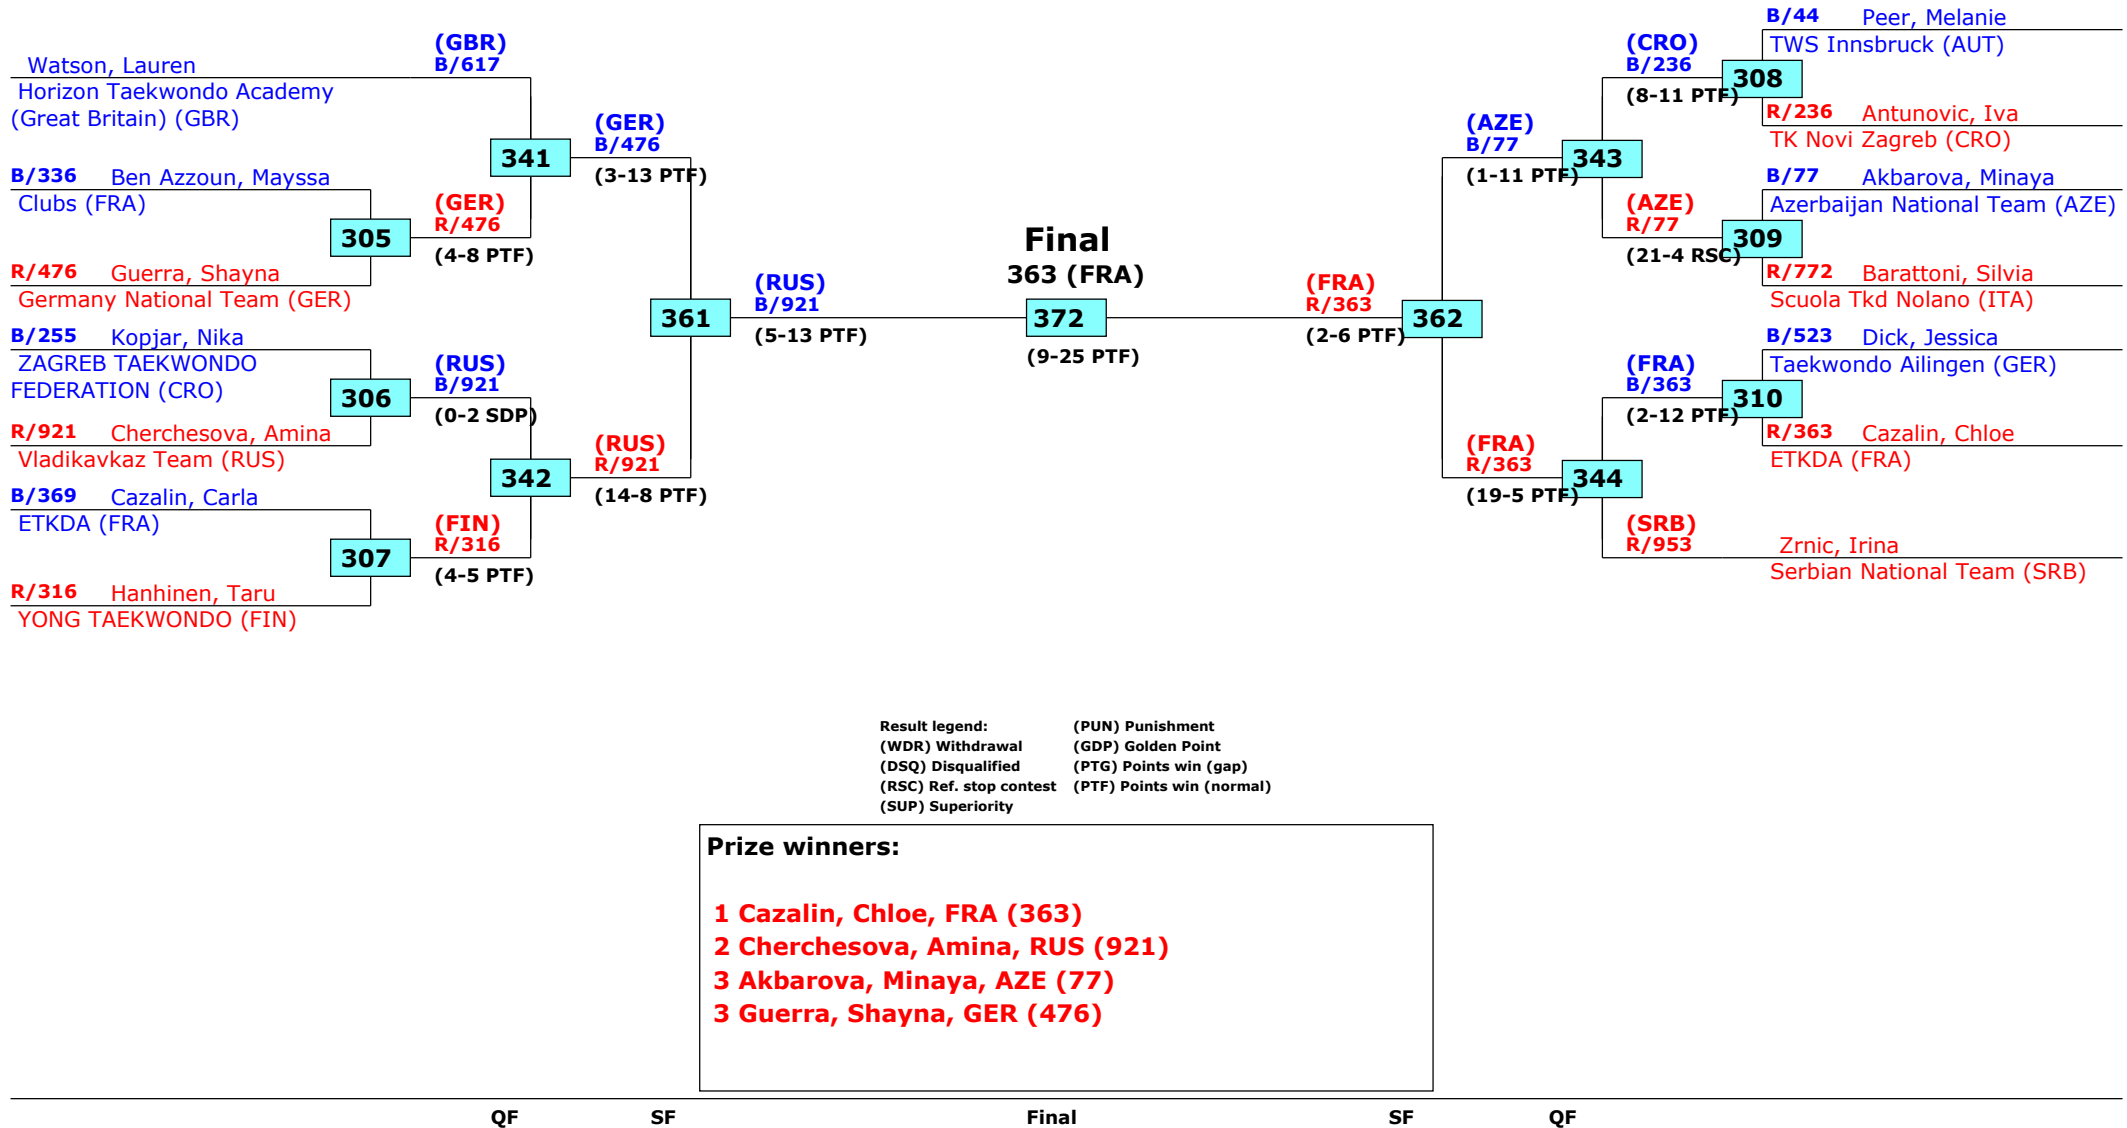 Watson, Lauren
Horizon Taekwondo Academy
(Great Britain) (GBR)
B/336 Ben Azzoun, Mayssa
Clubs (FRA)
305
R/476 Guerra, Shayna
Germany National Team (GER)
B/255 Kopjar, Nika
ZAGREB TAEKWONDO
FEDERATION (CRO)
306
R/921 Cherchesova, Amina
Vladikavkaz Team (RUS)
B/369 Cazalin, Carla
ETKDA (FRA)
307
R/316 Hanhinen, Taru
YONG TAEKWONDO (FIN)
(GBR)
B/617
341
(GER)
R/476
(4-8 PTF)
(RUS)
B/921
(0-2 SDP)
342
(FIN)
R/316
(4-5 PTF)
(GER)
B/476
(3-13 PTF)
361
(RUS)
R/921
(14-8 PTF)
(RUS)
B/921
(5-13 PTF)
Final
363 (FRA)
372
(9-25 PTF)
(FRA)
R/363
(2-6 PTF)
362
(AZE)
B/77
(1-11 PTF)
343
(FRA)
R/363
(19-5 PTF)
344
(CRO)
B/236
(8-11 PTF)
308
(AZE)
R/77
(21-4 RSC)
309
(FRA)
B/363
(2-12 PTF)
310
(SRB)
R/953
B/44 Peer, Melanie
TWS Innsbruck (AUT)
R/236 Antunovic, Iva
TK Novi Zagreb (CRO)
B/77 Akbarova, Minaya
Azerbaijan National Team (AZE)
R/772 Barattoni, Silvia
Scuola Tkd Nolano (ITA)
B/523 Dick, Jessica
Taekwondo Ailingen (GER)
R/363 Cazalin, Chloe
ETKDA (FRA)
Zrnic, Irina
Serbian National Team (SRB)
Result legend: (PUN) Punishment
(WDR) Withdrawal (GDP) Golden Point
(DSQ) Disqualified (PTG) Points win (gap)
(RSC) Ref. stop contest (PTF) Points win (normal)
(SUP) Superiority
Prize winners:
1 Cazalin, Chloe, FRA (363)
2 Cherchesova, Amina, RUS (921)
3 Akbarova, Minaya, AZE (77)
3 Guerra, Shayna, GER (476)
QF SF Final SF QF